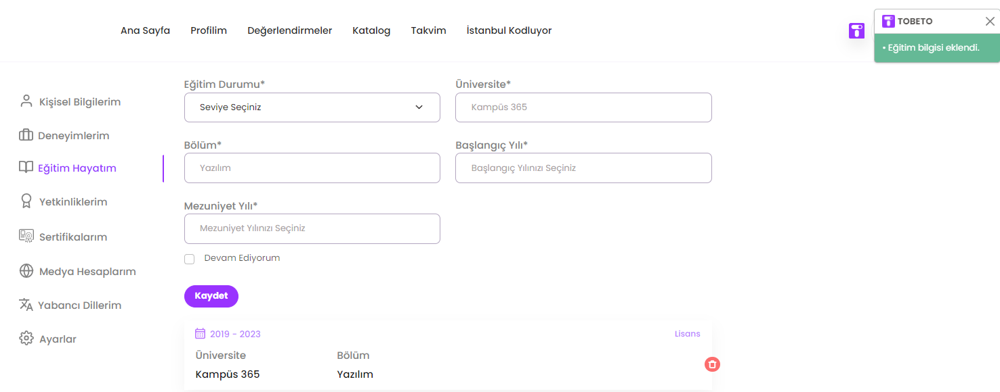 Ana Sayfa Profilim Değerlendirmeler Katalog Takvim İstanbul Kodluyor
TOBETO
• Eğitim bilgisi eklendi.
Kişisel Bilgilerim
Deneyimlerim
Eğitim Hayatım
Yetkinliklerim
Sertifikalarım
Medya Hesaplarım
Yabancı Dillerim
Ayarlar
Eğitim Durumu*
Seviye Seçiniz
Üniversite*
Kampüs 365
Bölüm*
Yazılım
Başlangıç Yılı*
Başlangıç Yılınızı Seçiniz
Mezuniyet Yılı*
Mezuniyet Yılınızı Seçiniz
Devam Ediyorum
Kaydet
2019 - 2023
Lisans
Üniversite
Kampüs 365
Bölüm
Yazılım